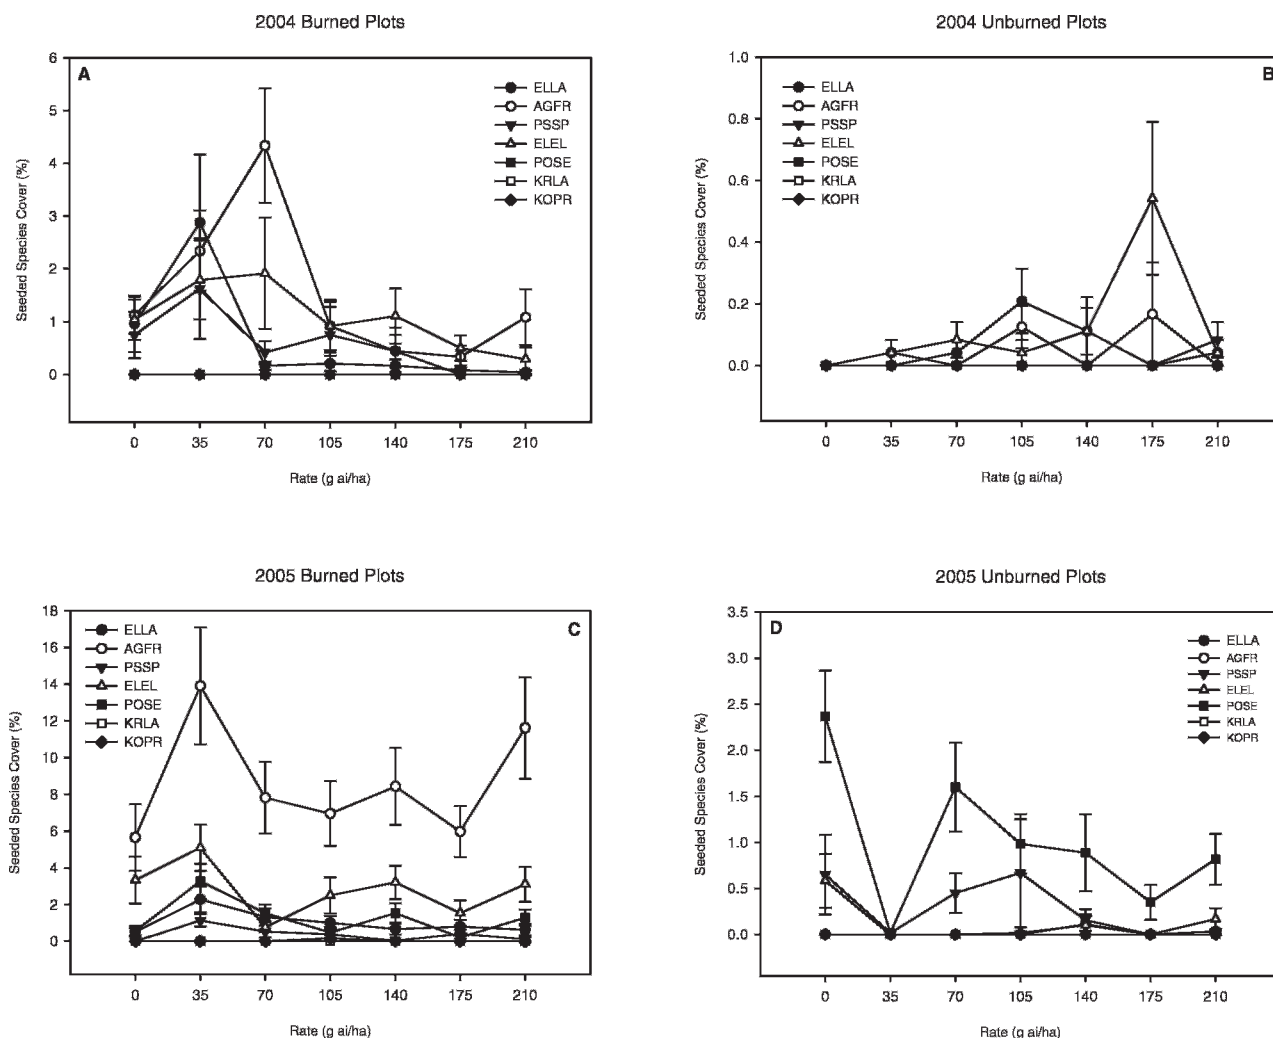 2004 Burned Plots
A
Seeded Species Cover (%)
6
5
4
3
2
1
0
ELLA
AGFR
PSSP
ELEL
POSE
KRLA
KOPR
0 35 70 105 140 175 210
Rate (g ai/ha)
2004 Unburned Plots
B
Seeded Species Cover (%)
1.0
0.8
0.6
0.4
0.2
0.0
ELLA
AGFR
PSSP
ELEL
POSE
KRLA
KOPR
0 35 70 105 140 175 210
Rate (g ai/ha)
2005 Burned Plots
C
Seeded Species Cover (%)
18
16
14
12
10
8
6
4
2
0
ELLA
AGFR
PSSP
ELEL
POSE
KRLA
KOPR
0 35 70 105 140 175 210
Rate (g ai/ha)
2005 Unburned Plots
D
Seeded Species Cover (%)
3.5
3.0
2.5
2.0
1.5
1.0
0.5
0.0
ELLA
AGFR
PSSP
ELEL
POSE
KRLA
KOPR
0 35 70 105 140 175 210
Rate (g ai/ha)